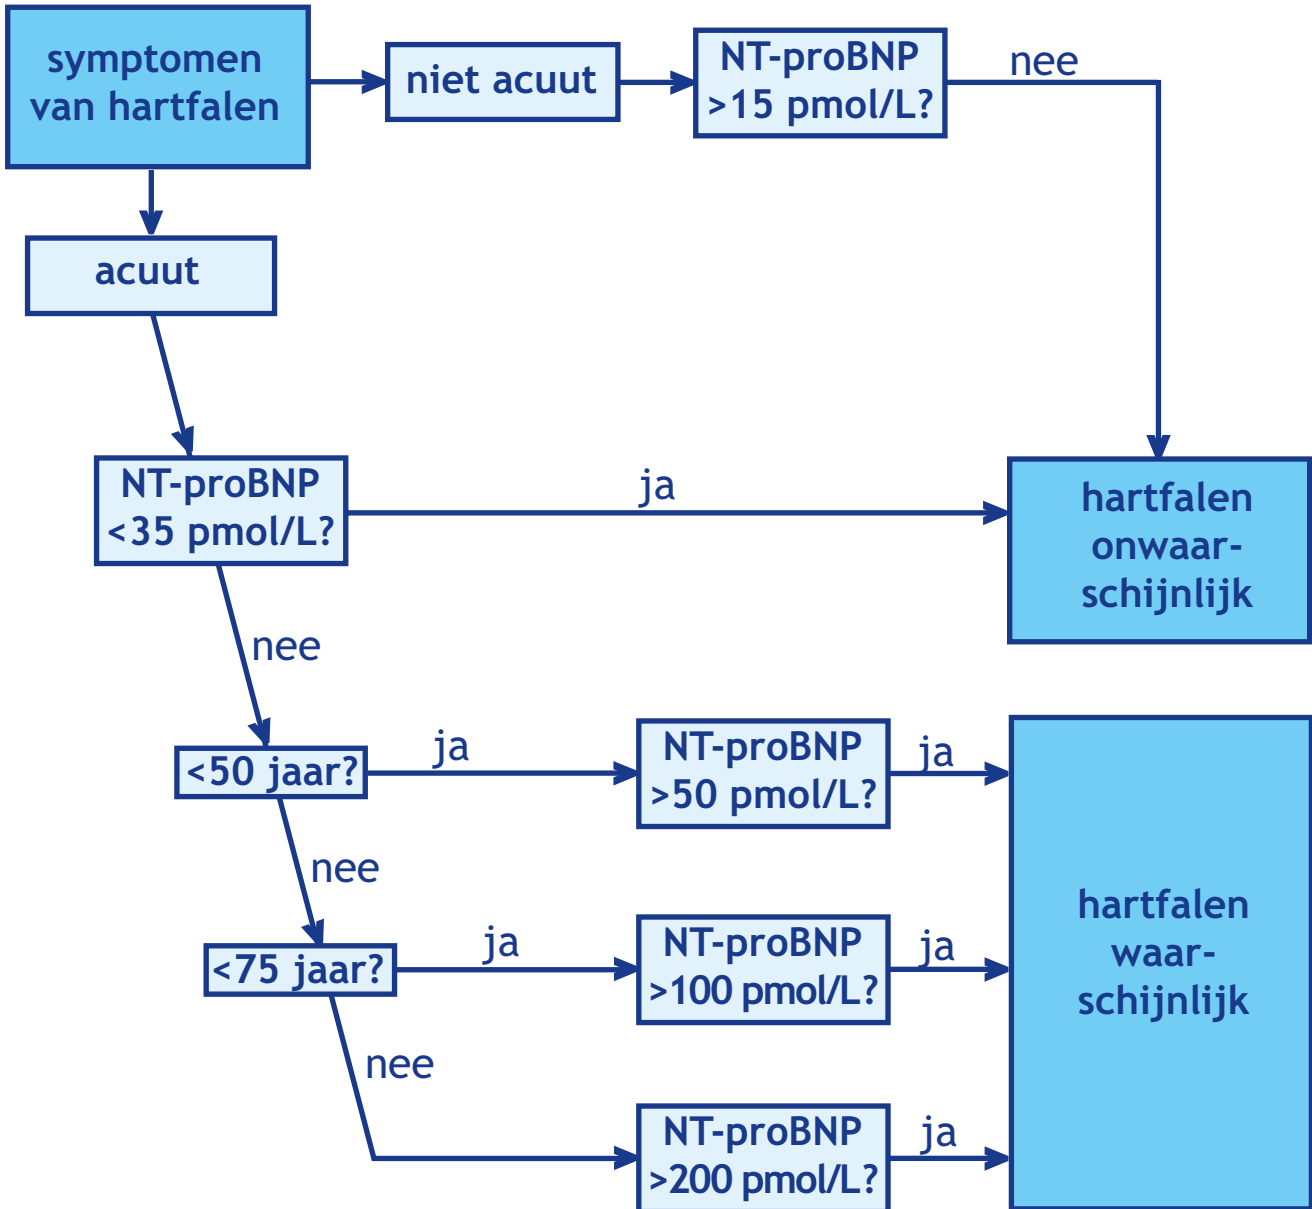 symptomen
van hartfalen
niet acuut
NT-proBNP
>15 pmol/L?
nee
acuut
NT-proBNP
<35 pmol/L?
ja
hartfalen
onwaar-
schijnlijk
nee
<50 jaar?
ja
NT-proBNP
>50 pmol/L?
ja
nee
<75 jaar?
ja
NT-proBNP
>100 pmol/L?
ja
hartfalen
waar-
schijnlijk
nee
NT-proBNP
>200 pmol/L?
ja